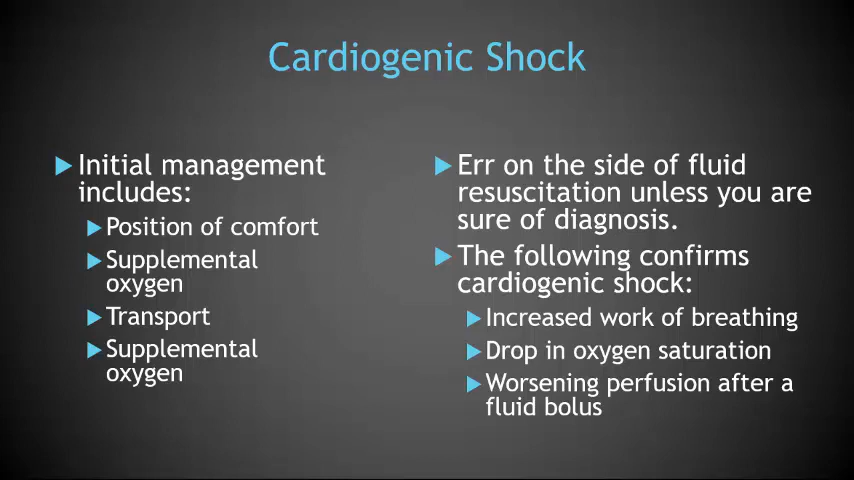 Cardiogenic Shock
Initial management
includes:
Position of comfort
Supplemental
oxygen
Transport
Supplemental
oxygen
Err on the side of fluid
resuscitation unless you are
sure of diagnosis.
The following confirms
cardiogenic shock:
Increased work of breathing
Drop in oxygen saturation
Worsening perfusion after a
fluid bolus